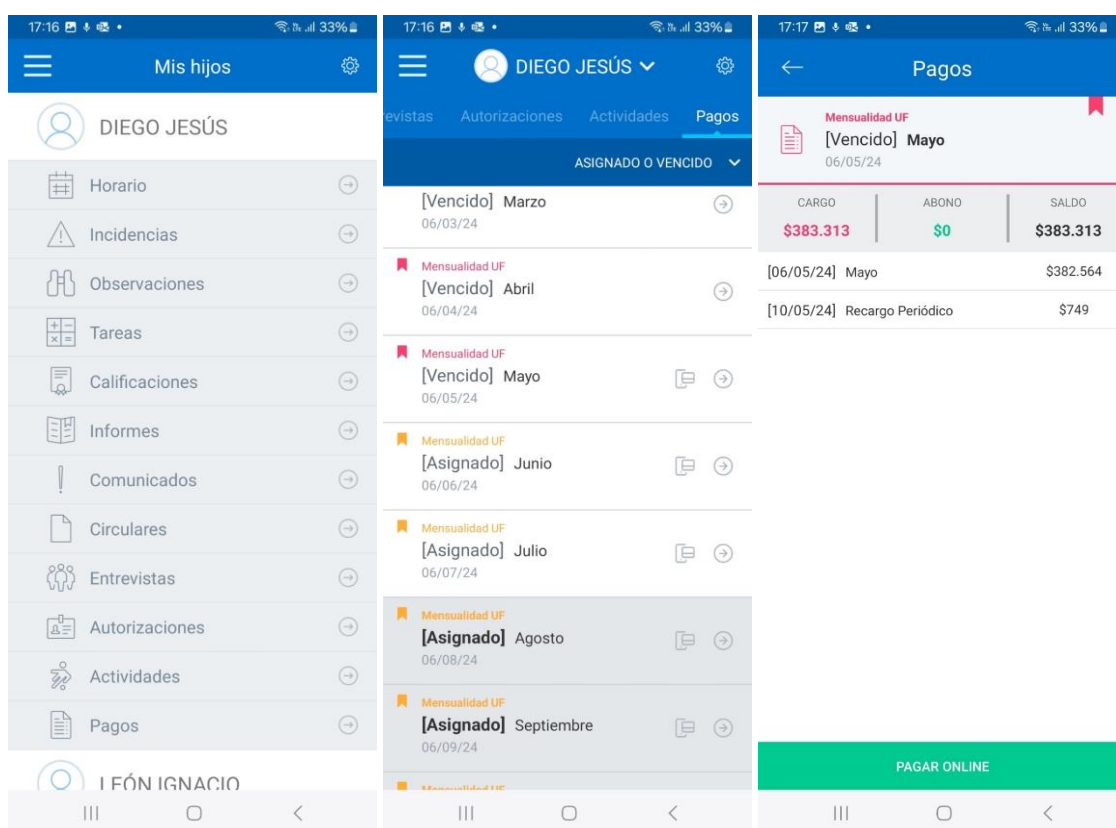 17:16
33%
Mis hijos
DIEGO JESÚS
Horario
Incidencias
Observaciones
Tareas
Calificaciones
Informes
Comunicados
Circulares
Entrevistas
Autorizaciones
Actividades
Pagos
LEÓN IGNACIO
17:16
33%
DIEGO JESÚS
evistas Autorizaciones Actividades Pagos
ASIGNADO O VENCIDO
[Vencido] Marzo
06/03/24
Mensualidad UF
[Vencido] Abril
06/04/24
Mensualidad UF
[Vencido] Mayo
06/05/24
Mensualidad UF
[Asignado] Junio
06/06/24
Mensualidad UF
[Asignado] Julio
06/07/24
Mensualidad UF
[Asignado] Agosto
06/08/24
Mensualidad UF
[Asignado] Septiembre
06/09/24
Mensualidad UF
17:17
33%
Pagos
Mensualidad UF
[Vencido] Mayo
06/05/24
CARGO ABONO SALDO
$383.313 $0 $383.313
[06/05/24] Mayo $382.564
[10/05/24] Recargo Periódico $749
PAGAR ONLINE